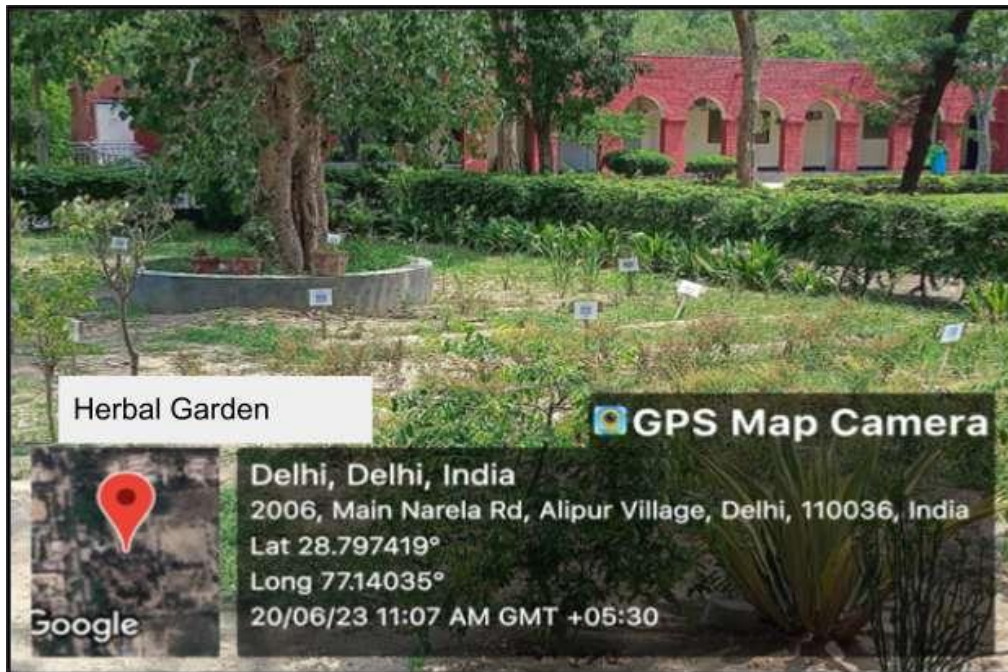 Herbal Garden
GPS Map Camera
Delhi, Delhi, India
2006, Main Narela Rd, Alipur Village, Delhi, 110036, India
Lat 28.797419°
Long 77.14035°
20/06/23 11:07 AM GMT +05:30
Google